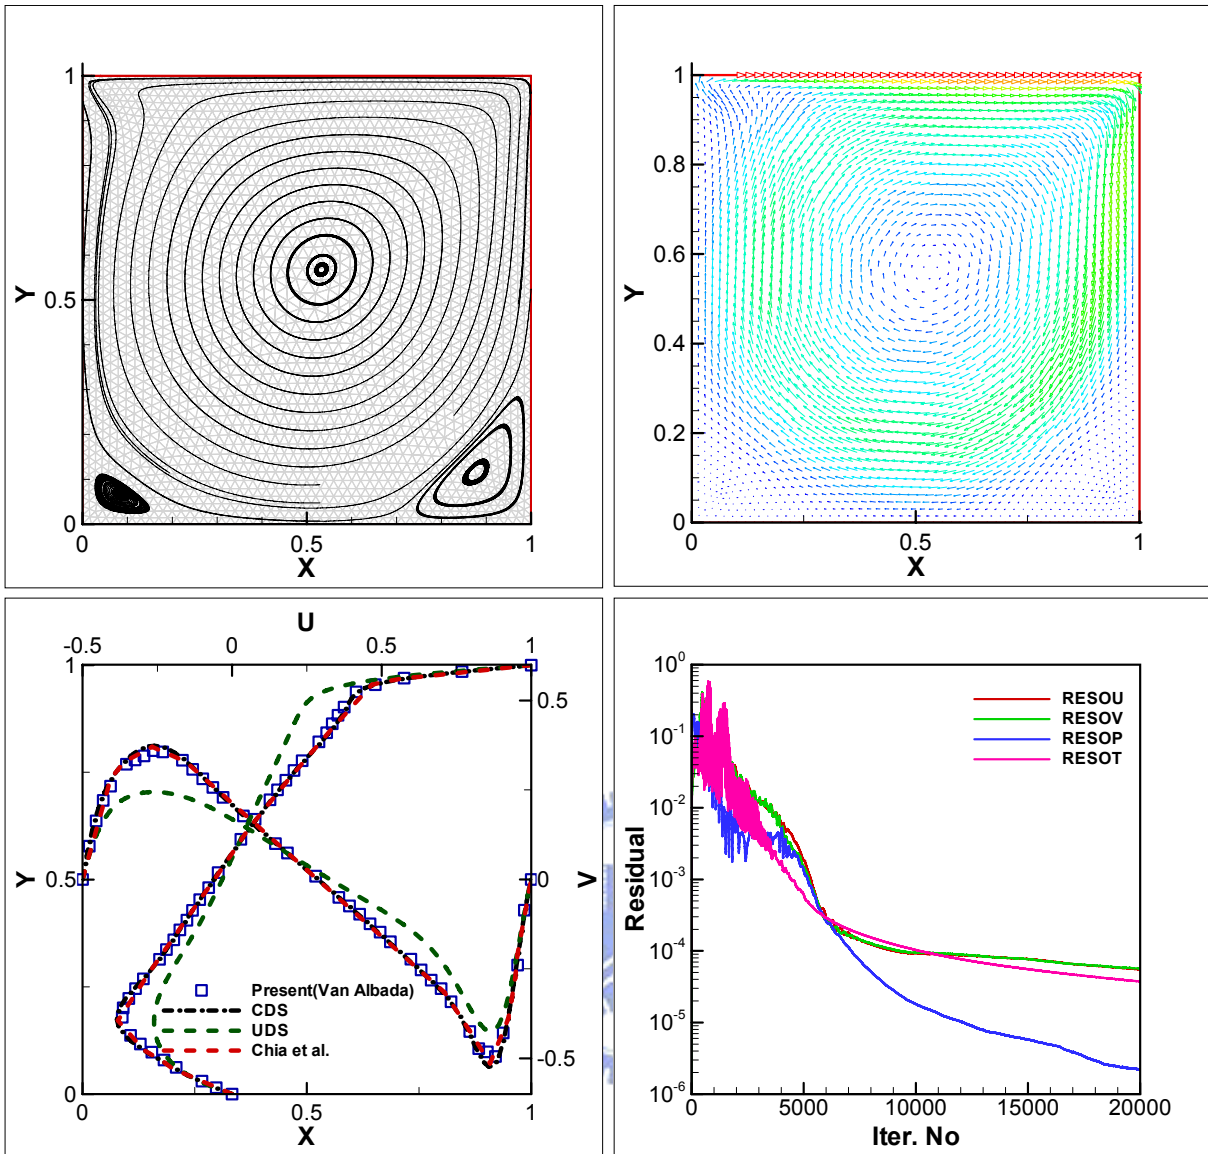 1
Y
0.5
0
0
0.5
1
X
1
0.8
0.6
Y
0.4
0.2
0
0
0.5
1
X
U
-0.5
0
0.5
1
1
Y
0.5
0
0.5
V
0
-0.5
Present(Van Albada)
CDS
UDS
Chia et al.
0
0.5
1
X
10^0
10^-1
10^-2
10^-3
10^-4
10^-5
10^-6
Residual
RESOU
RESOV
RESOP
RESOT
0
5000
10000
15000
20000
Iter. No